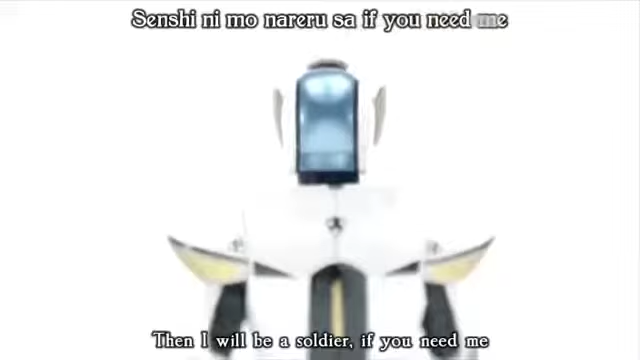 Senshi ni mo nareru sa if you need me
Then I will be a soldier, if you need me